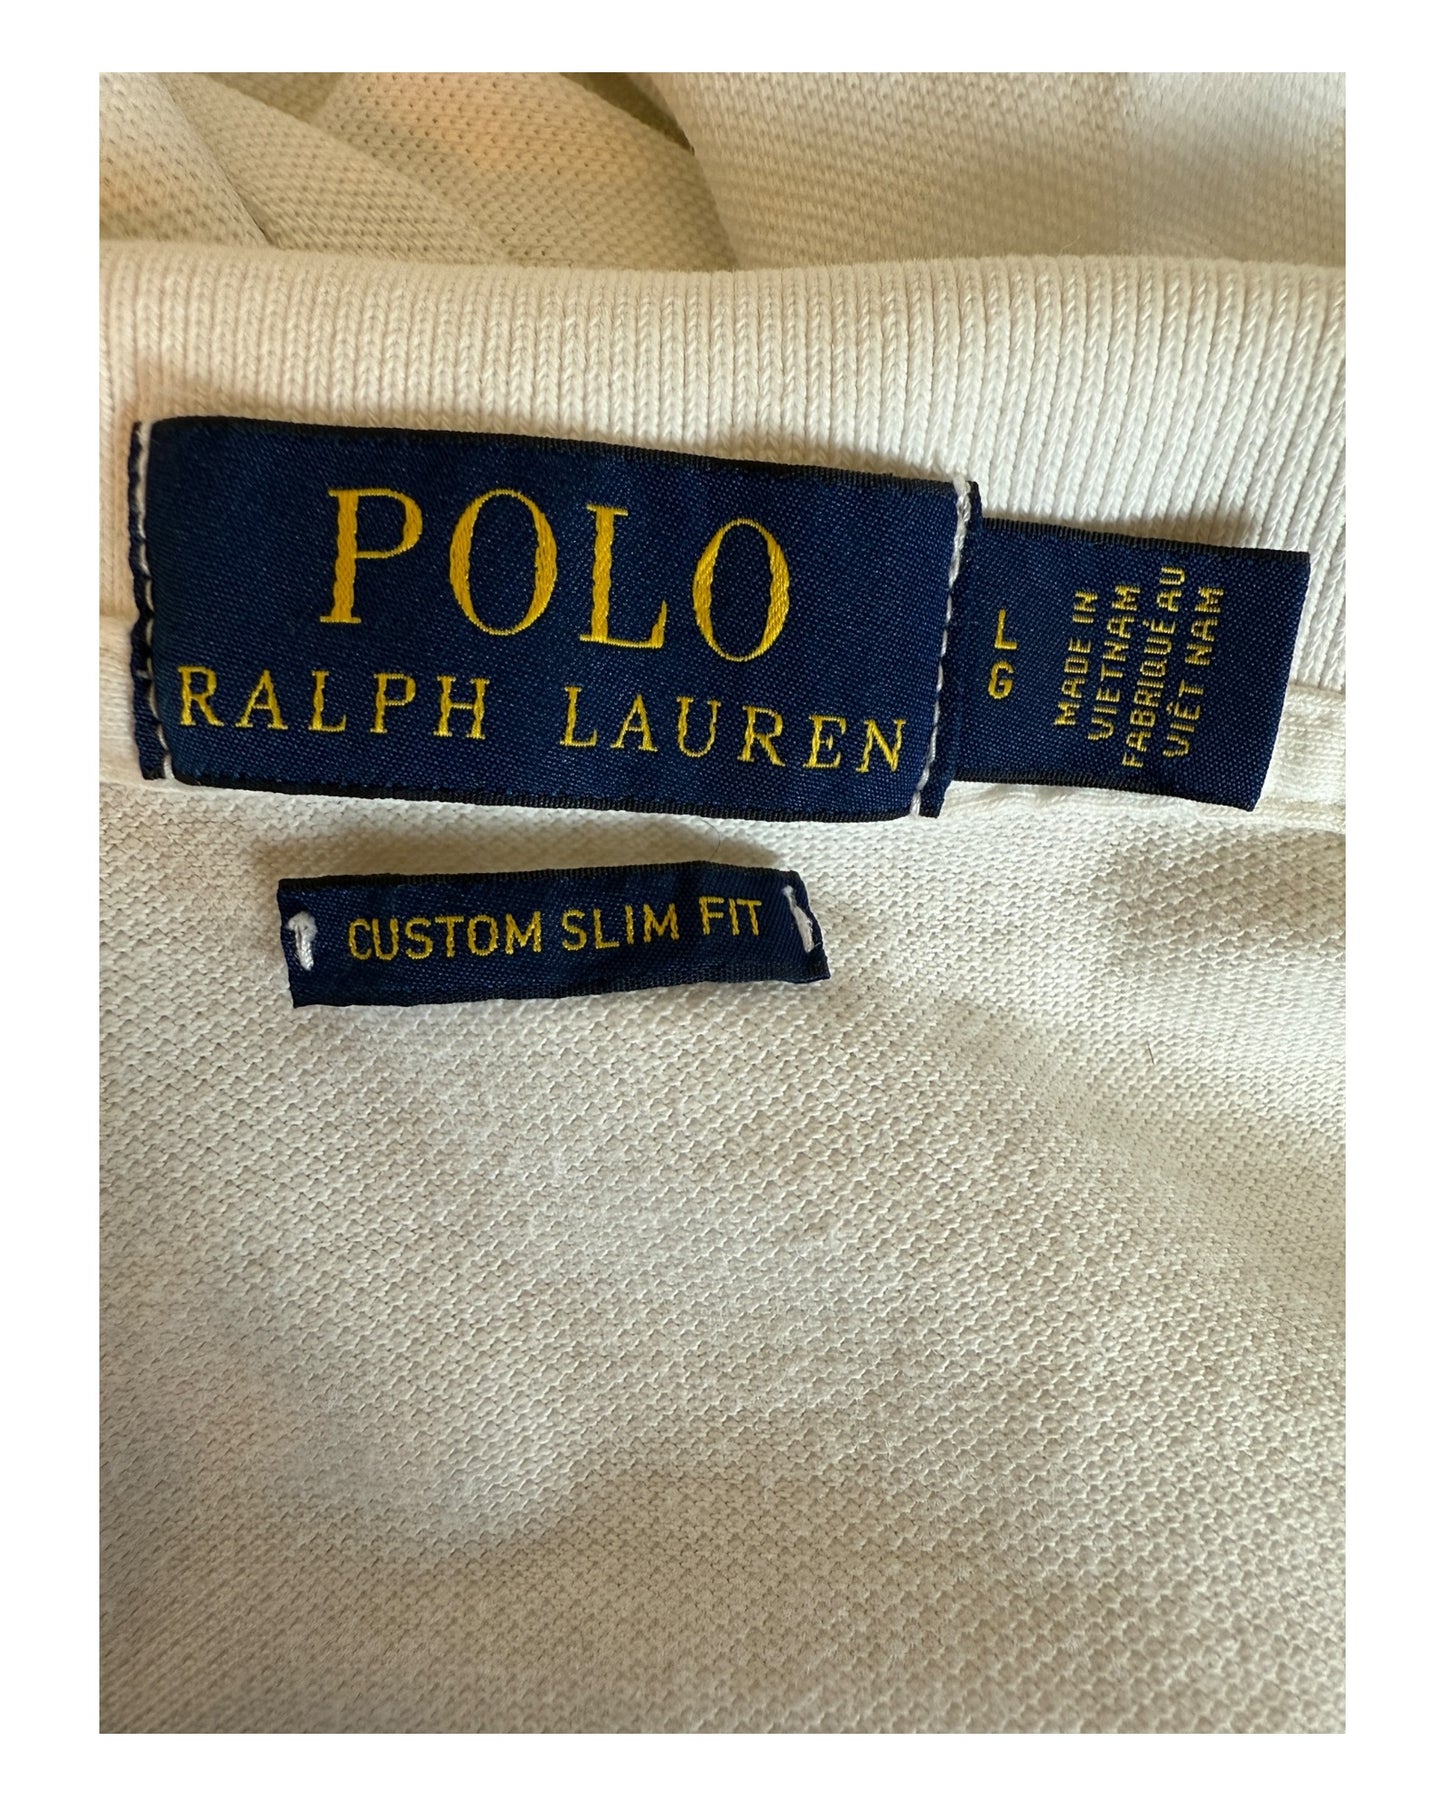 POLO
RALPH LAUREN
L
G
MADE IN
VIETNAM
FABRIQUÉ AU
VIÊT NAM
CUSTOM SLIM FIT